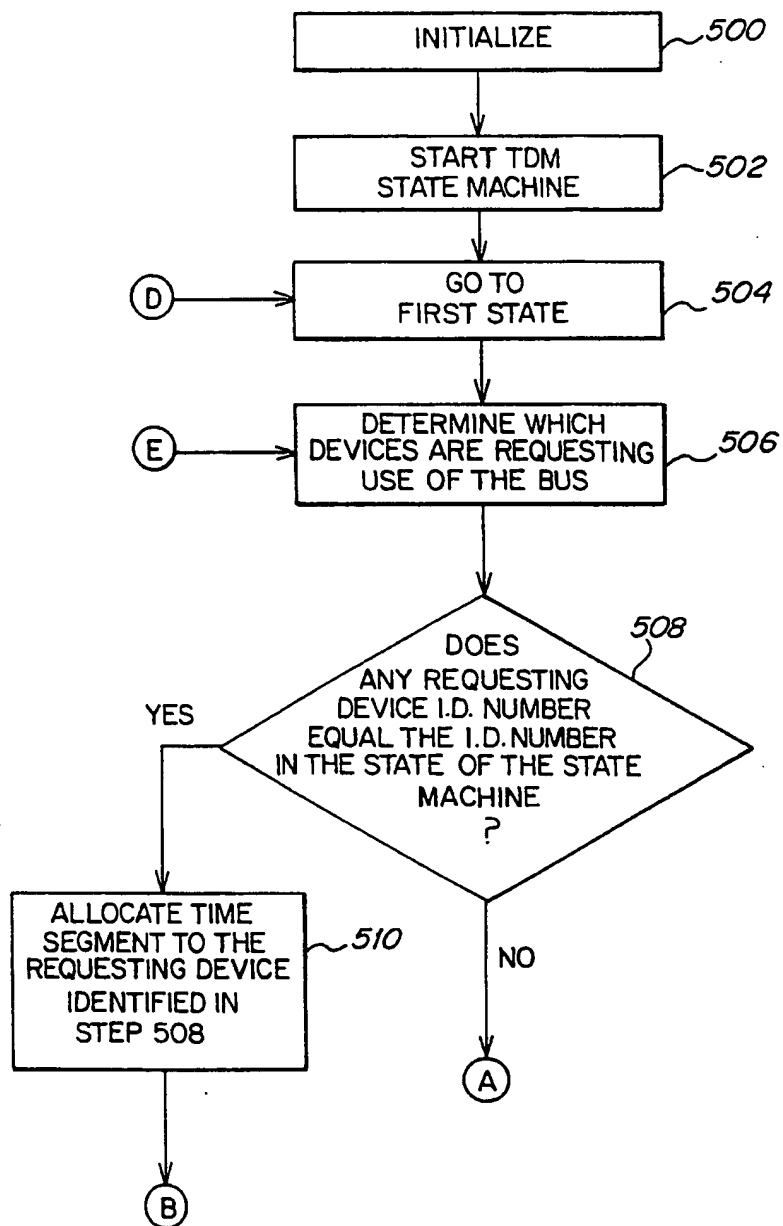 INITIALIZE
500
START TDM
STATE MACHINE
502
D
GO TO
FIRST STATE
504
E
DETERMINE WHICH
DEVICES ARE REQUESTING
USE OF THE BUS
506
508
DOES
ANY REQUESTING
DEVICE I.D. NUMBER
EQUAL THE I.D. NUMBER
IN THE STATE OF THE STATE
MACHINE
?
YES
ALLOCATE TIME
SEGMENT TO THE
REQUESTING DEVICE
IDENTIFIED IN
STEP 508
510
NO
A
B